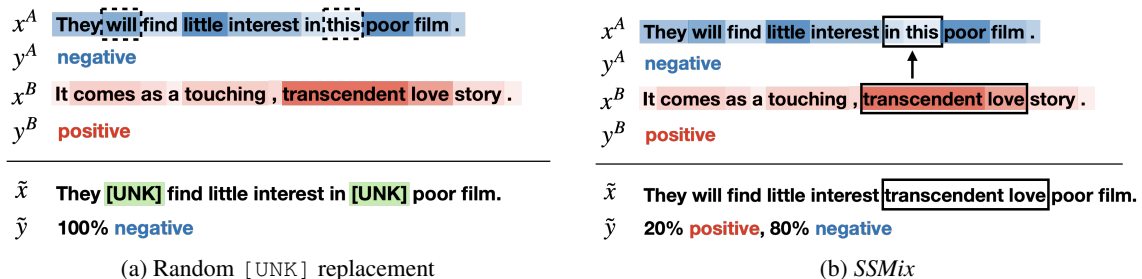 x^A They will find little interest in this poor film .
y^A negative
x^B It comes as a touching , transcendent love story .
y^B positive
x̃ They [UNK] find little interest in [UNK] poor film.
ỹ 100% negative
(a) Random [UNK] replacement
x^A They will find little interest in this poor film .
y^A negative
x^B It comes as a touching , transcendent love story .
y^B positive
x̃ They will find little interest transcendent love poor film.
ỹ 20% positive, 80% negative
(b) SSMix